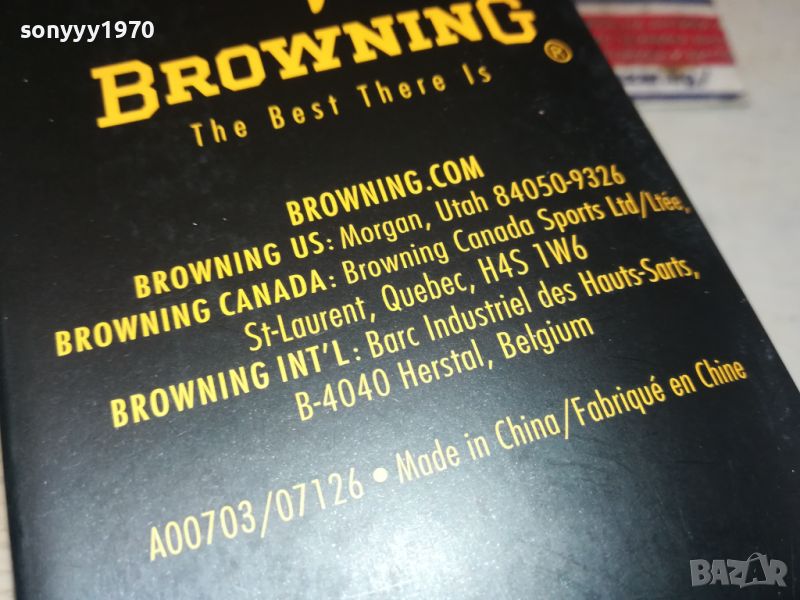 sonyyy1970
BROWNING®
The Best There Is
BROWNING.COM
BROWNING US: Morgan, Utah 84050-9326
BROWNING CANADA: Browning Canada Sports Ltd/Ltée,
St-Laurent, Quebec, H4S 1W6
BROWNING INT'L: Barc Industriel des Hauts-Sarts,
B-4040 Herstal, Belgium
A00703/07126 • Made in China/Fabriqué en Chine
BAZAR